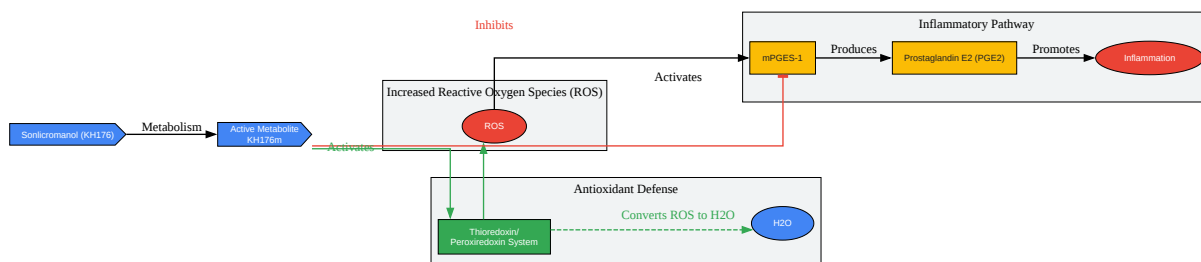 Inhibits
Inflammatory Pathway
mPGES-1
Produces
Prostaglandin E2 (PGE2)
Promotes
Inflammation
Activates
Increased Reactive Oxygen Species (ROS)
ROS
Sonlicromanol (KH176)
Metabolism
Active Metabolite
KH176m
Activates
Antioxidant Defense
Thioredoxin/
Peroxiredoxin System
Converts ROS to H2O
H2O